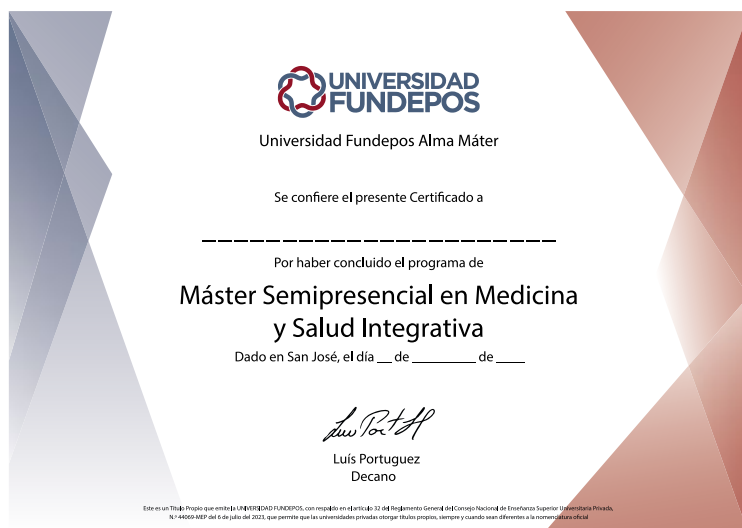 UNIVERSIDAD
FUNDEPOS
Universidad Fundepos Alma Máter
Se confiere el presente Certificado a
______________________
Por haber concluido el programa de
Máster Semipresencial en Medicina
y Salud Integrativa
Dado en San José, el día __ de ________ de ____
Luís Portuguez
Decano
Este es un Título Propio que emite la UNIVERSIDAD FUNDEPOS, con respaldo en el artículo 32 del Reglamento General del Consejo Nacional de Enseñanza Superior Universitaria Privada,
N.º 44069-MEP del 6 de julio del 2023, que permite que las universidades privadas otorgar títulos propios, siempre y cuando sean diferentes a la nomenclatura oficial